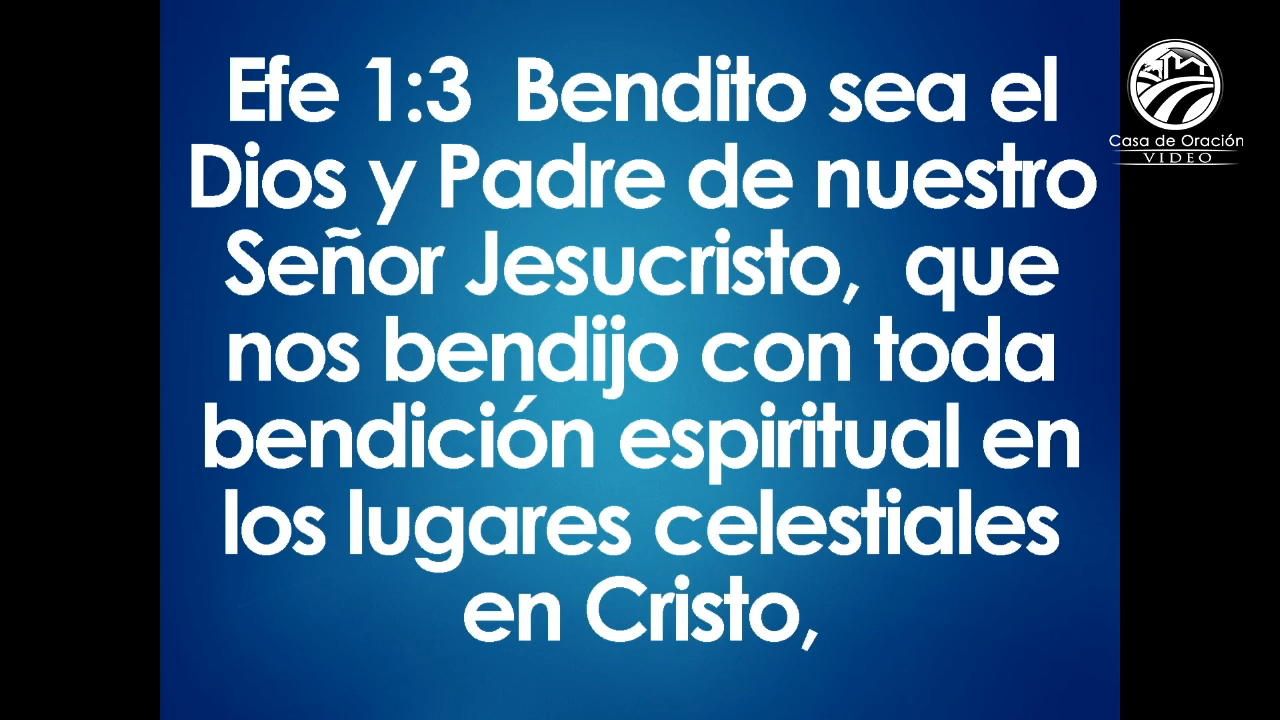 Efe 1:3  Bendito sea el
Dios y Padre de nuestro
Señor Jesucristo,  que
nos bendijo con toda
bendición espiritual en
los lugares celestiales
en Cristo,
Casa de Oración
VIDEO